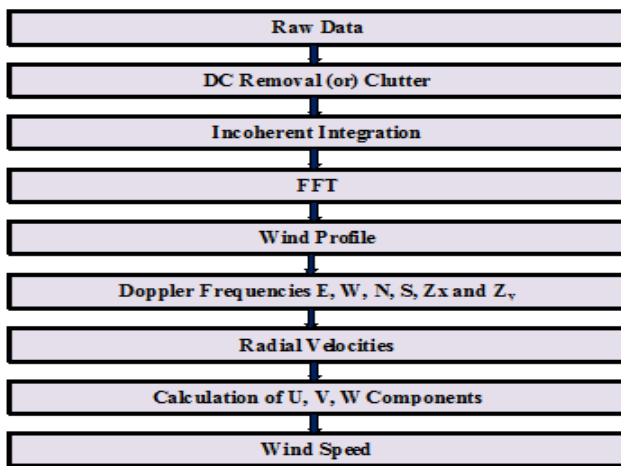 Raw Data
DC Removal (or) Clutter
Incoherent Integration
FFT
Wind Profile
Doppler Frequencies E, W, N, S, Zx and Zᵧ
Radial Velocities
Calculation of U, V, W Components
Wind Speed